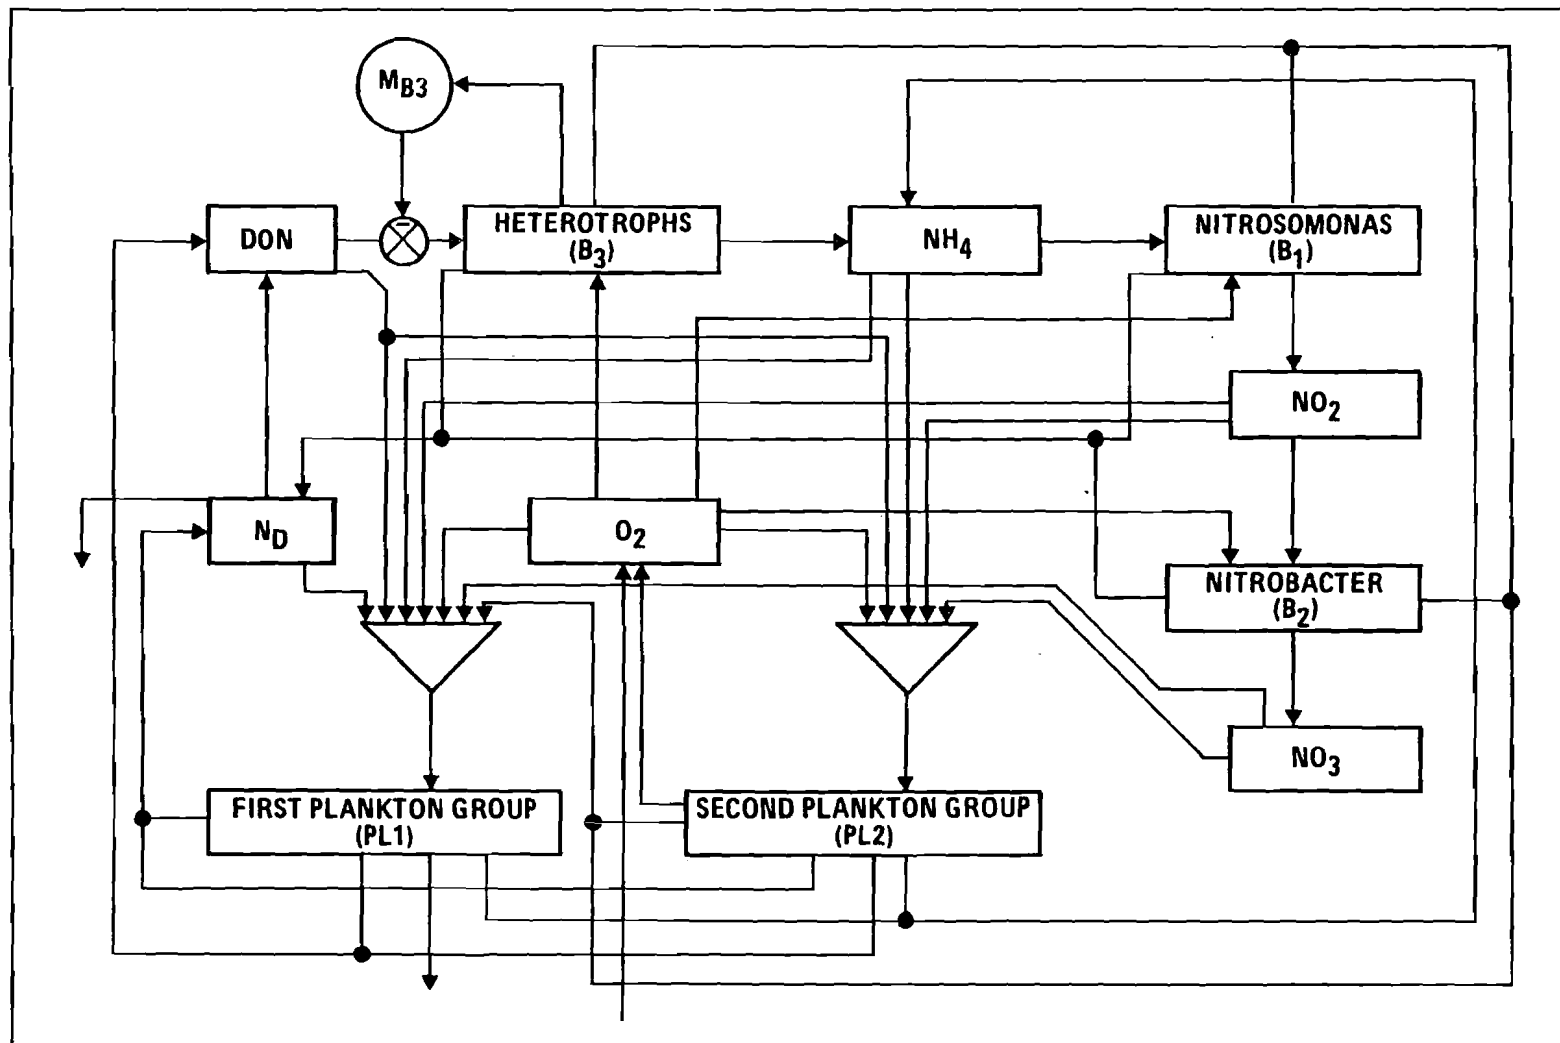 M_B3
DON
–
HETEROTROPHS
(B3)
NH4
NITROSOMONAS
(B1)
NO2
ND
O2
NITROBACTER
(B2)
NO3
FIRST PLANKTON GROUP
(PL1)
SECOND PLANKTON GROUP
(PL2)